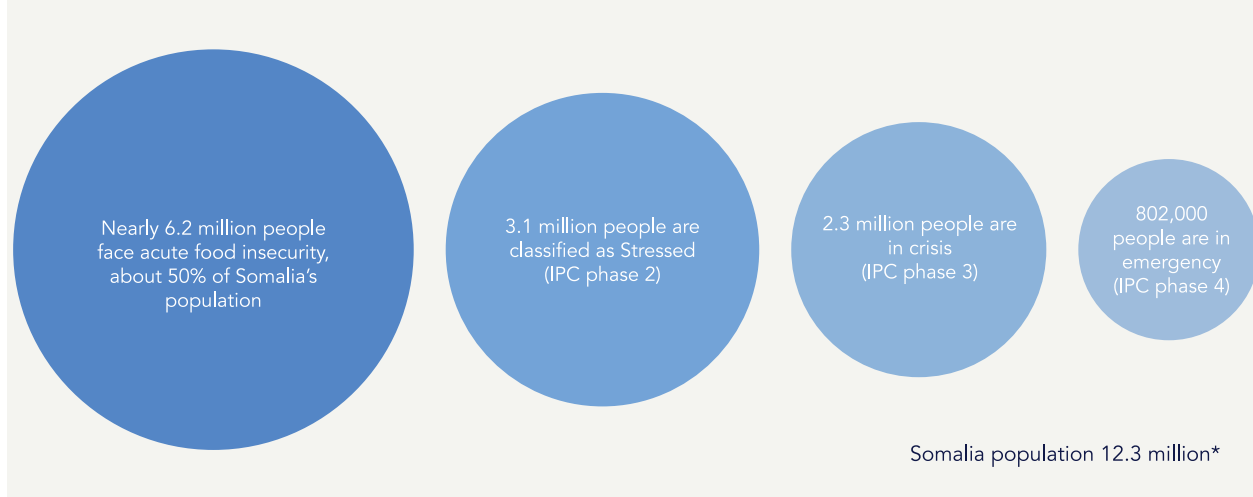 Nearly 6.2 million people
face acute food insecurity,
about 50% of Somalia's
population
3.1 million people are
classified as Stressed
(IPC phase 2)
2.3 million people are
in crisis
(IPC phase 3)
802,000
people are in
emergency
(IPC phase 4)
Somalia population 12.3 million*